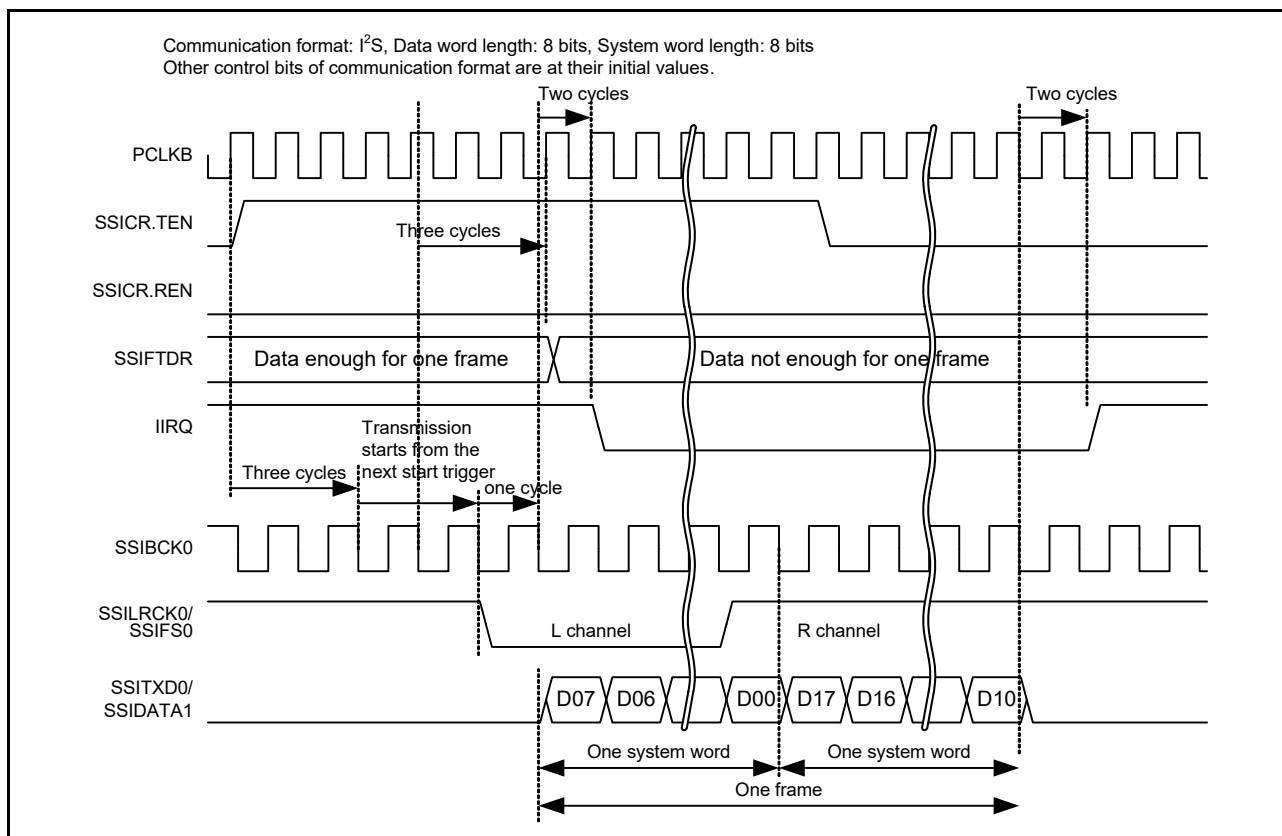 Communication format: I2S, Data word length: 8 bits, System word length: 8 bits
Other control bits of communication format are at their initial values.
Two cycles
Two cycles
PCLKB
SSICR.TEN
Three cycles
SSICR.REN
SSIFTDR
Data enough for one frame
Data not enough for one frame
IIRQ
Transmission
starts from the
next start trigger
Three cycles
one cycle
SSIBCK0
SSILRCK0/
SSIFS0
L channel
R channel
SSITXD0/
SSIDATA1
D07
D06
D00
D17
D16
D10
One system word
One system word
One frame